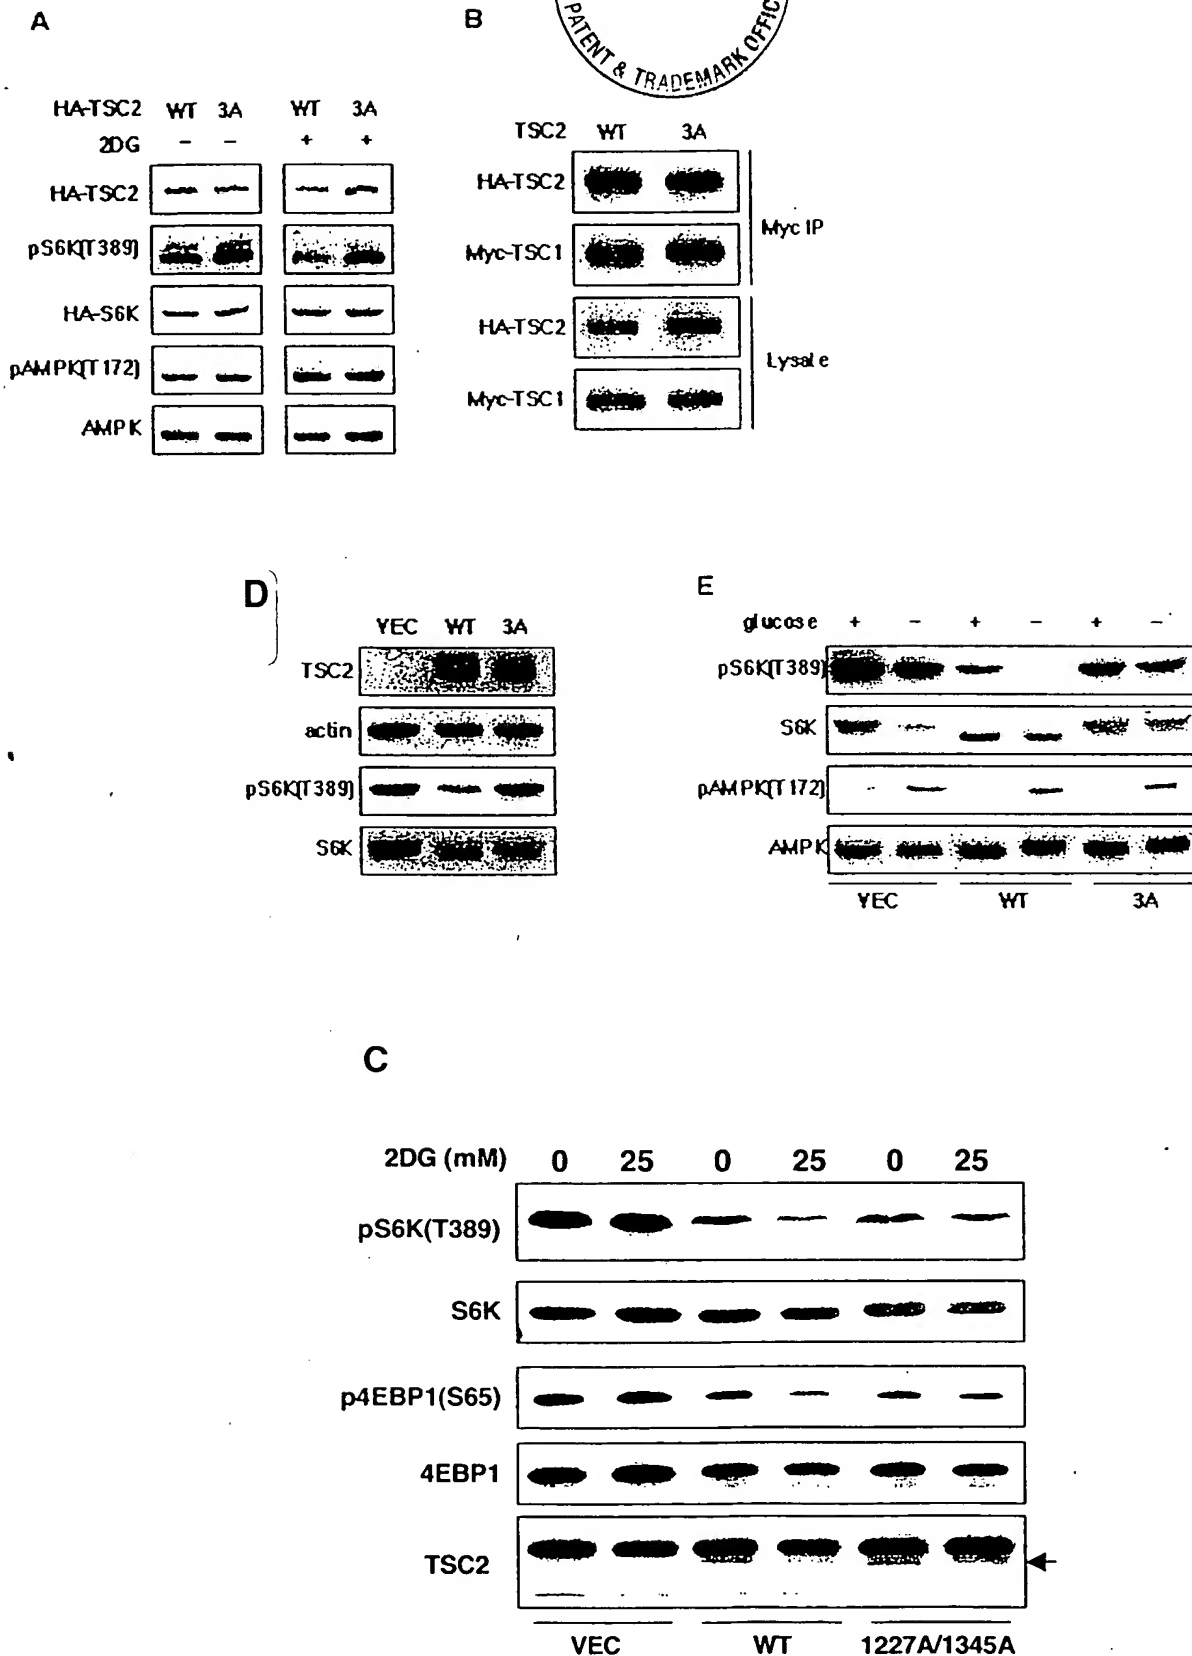 A
B
PATENT & TRADEMARK OFFIC
HA-TSC2 WT 3A WT 3A
2DG - - + +
HA-TSC2
pS6K(T389)
HA-S6K
pAMPK(T172)
AMPK
TSC2 WT 3A
HA-TSC2
Myc-TSC1
Myc IP
HA-TSC2
Myc-TSC1
Lysate
D
VEC WT 3A
TSC2
actin
pS6K(T389)
S6K
E
glucose + - + - + -
pS6K(T389)
S6K
pAMPK(T172)
AMPK
VEC WT 3A
C
2DG (mM) 0 25 0 25 0 25
pS6K(T389)
S6K
p4EBP1(S65)
4EBP1
TSC2
VEC WT 1227A/1345A